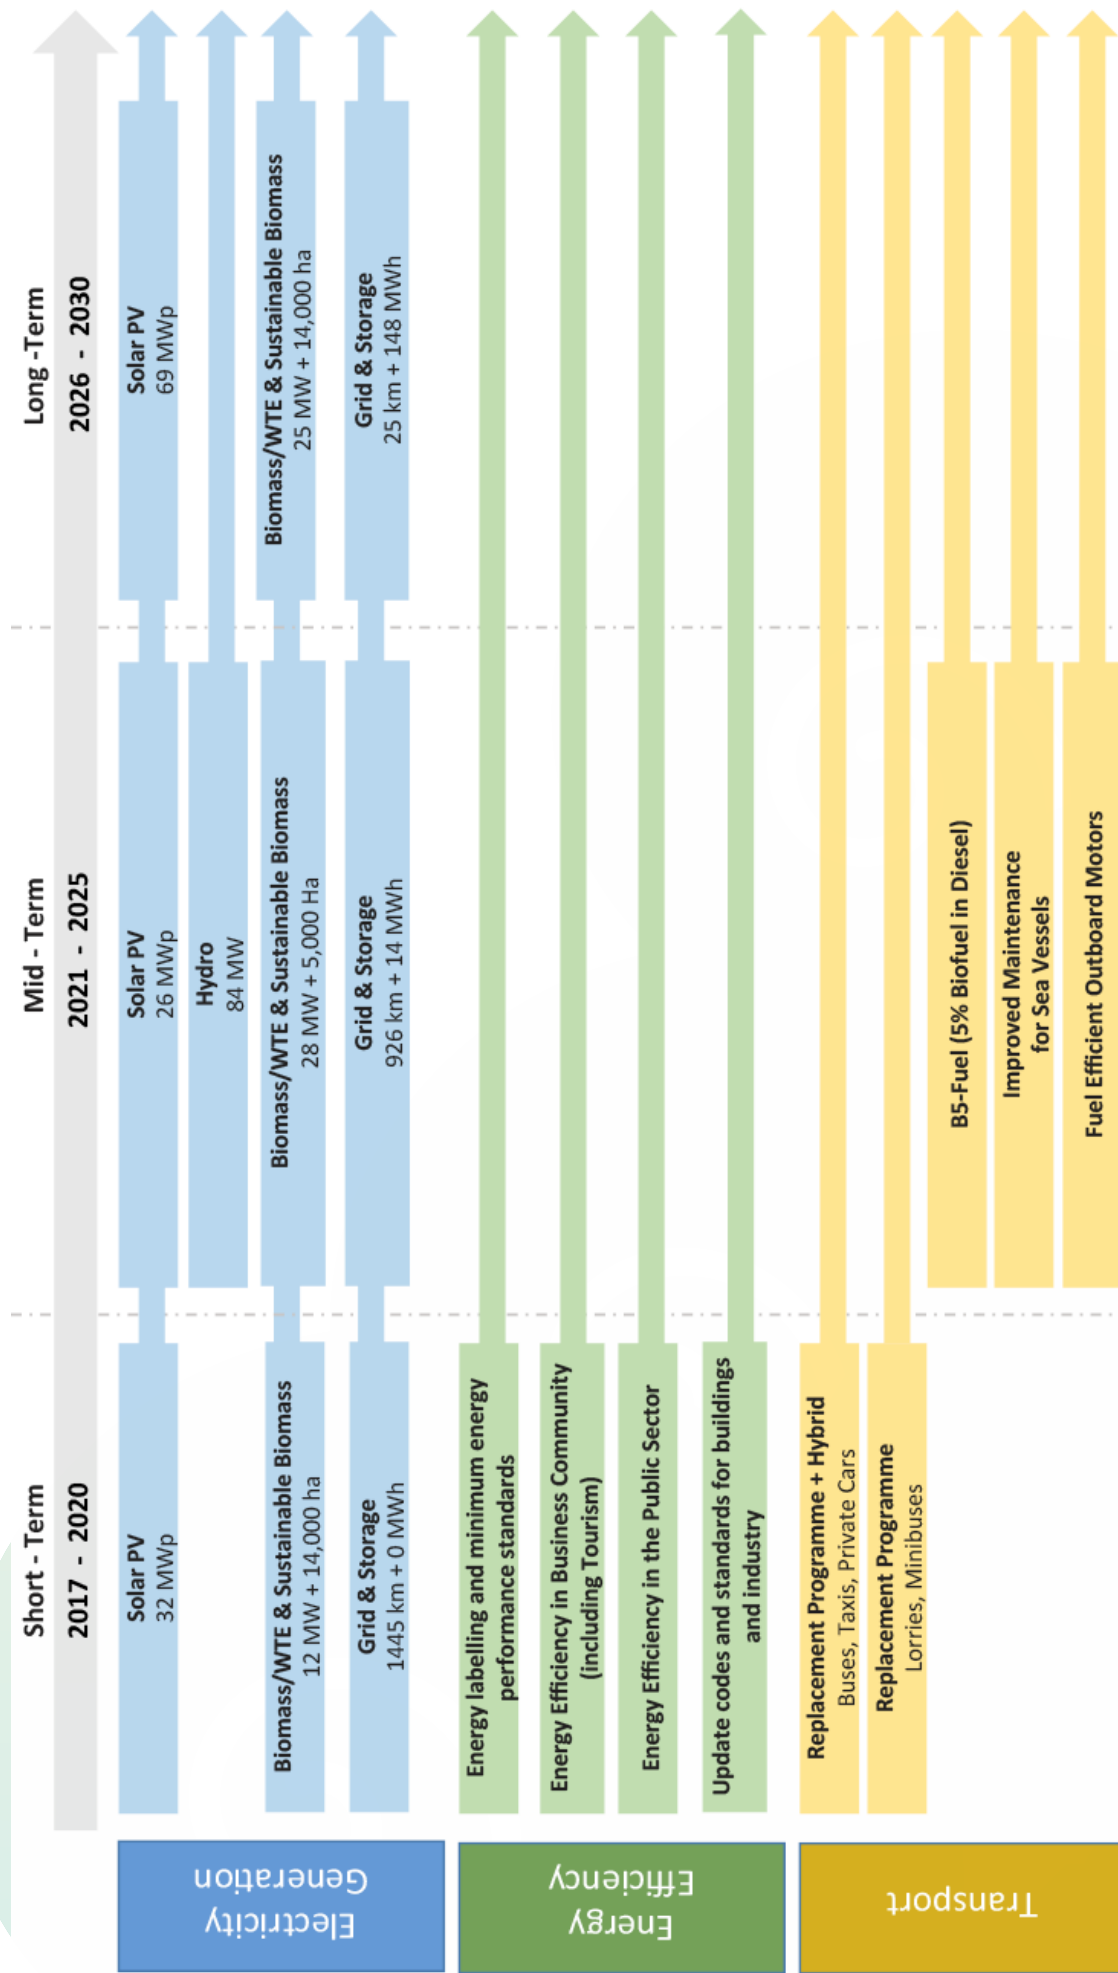 Short - Term
2017 - 2020
Mid - Term
2021 - 2025
Long -Term
2026 - 2030
Electricity
Generation
Solar PV
32 MWp
Solar PV
26 MWp
Solar PV
69 MWp
Hydro
84 MW
Biomass/WTE & Sustainable Biomass
12 MW + 14,000 ha
Biomass/WTE & Sustainable Biomass
28 MW + 5,000 Ha
Biomass/WTE & Sustainable Biomass
25 MW + 14,000 ha
Grid & Storage
1445 km + 0 MWh
Grid & Storage
926 km + 14 MWh
Grid & Storage
25 km + 148 MWh
Energy
Efficiency
Energy labelling and minimum energy
performance standards
Energy Efficiency in Business Community
(including Tourism)
Energy Efficiency in the Public Sector
Update codes and standards for buildings
and industry
Transport
Replacement Programme + Hybrid
Buses, Taxis, Private Cars
Replacement Programme
Lorries, Minibuses
B5-Fuel (5% Biofuel in Diesel)
Improved Maintenance
for Sea Vessels
Fuel Efficient Outboard Motors